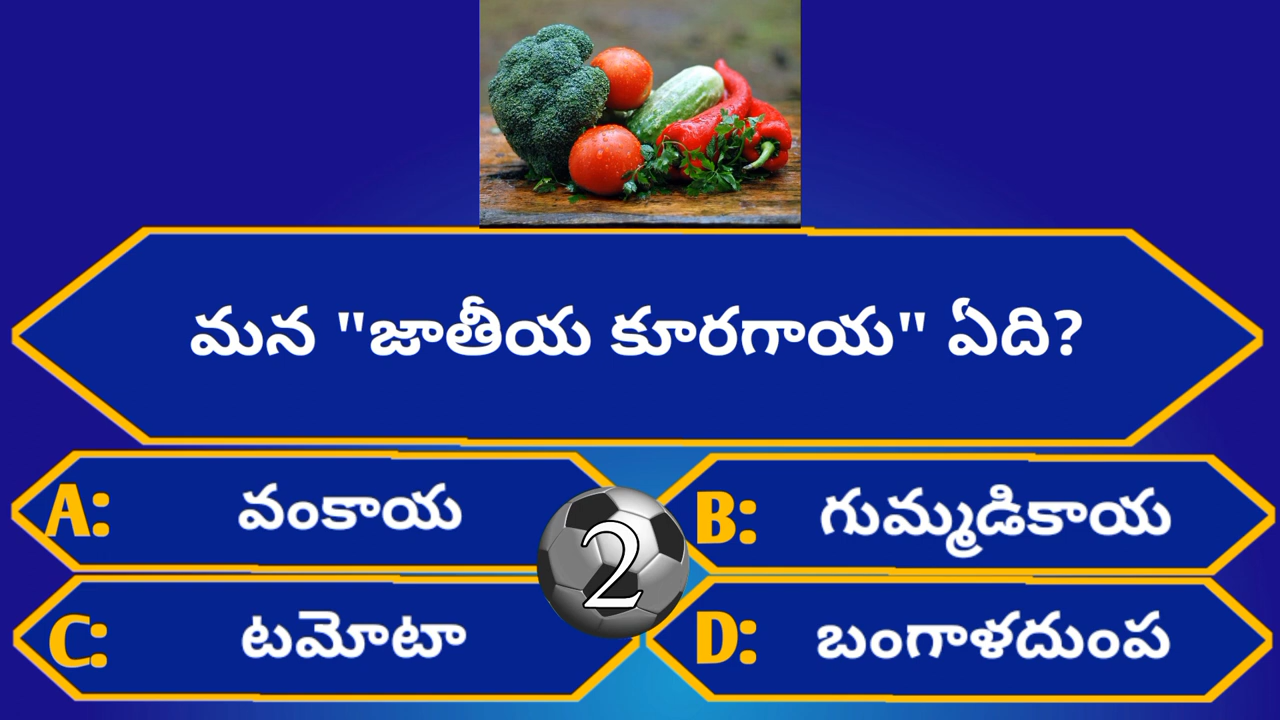 మన "జాతీయ కూరగాయ" ఏది?
A: వంకాయ
B: గుమ్మడికాయ
2
C: టమోటా
D: బంగాళదుంప